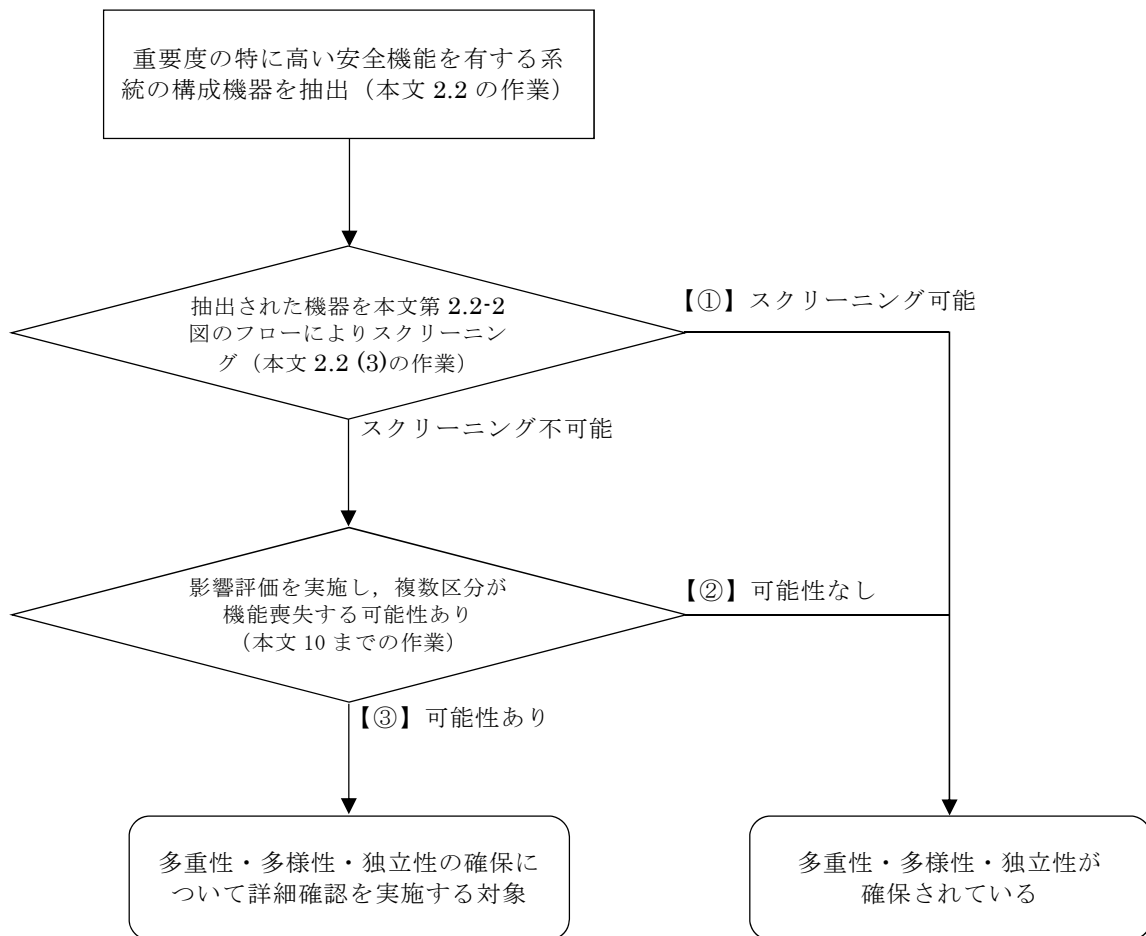 重要度の特に高い安全機能を有する系
統の構成機器を抽出（本文 2.2 の作業）
抽出された機器を本文第 2.2-2
図のフローによりスクリーニン
グ（本文 2.2 (3)の作業）
【①】スクリーニング可能
スクリーニング不可能
影響評価を実施し，複数区分が
機能喪失する可能性あり
（本文 10 までの作業）
【②】可能性なし
【③】可能性あり
多重性・多様性・独立性の確保に
ついて詳細確認を実施する対象
多重性・多様性・独立性が
確保されている